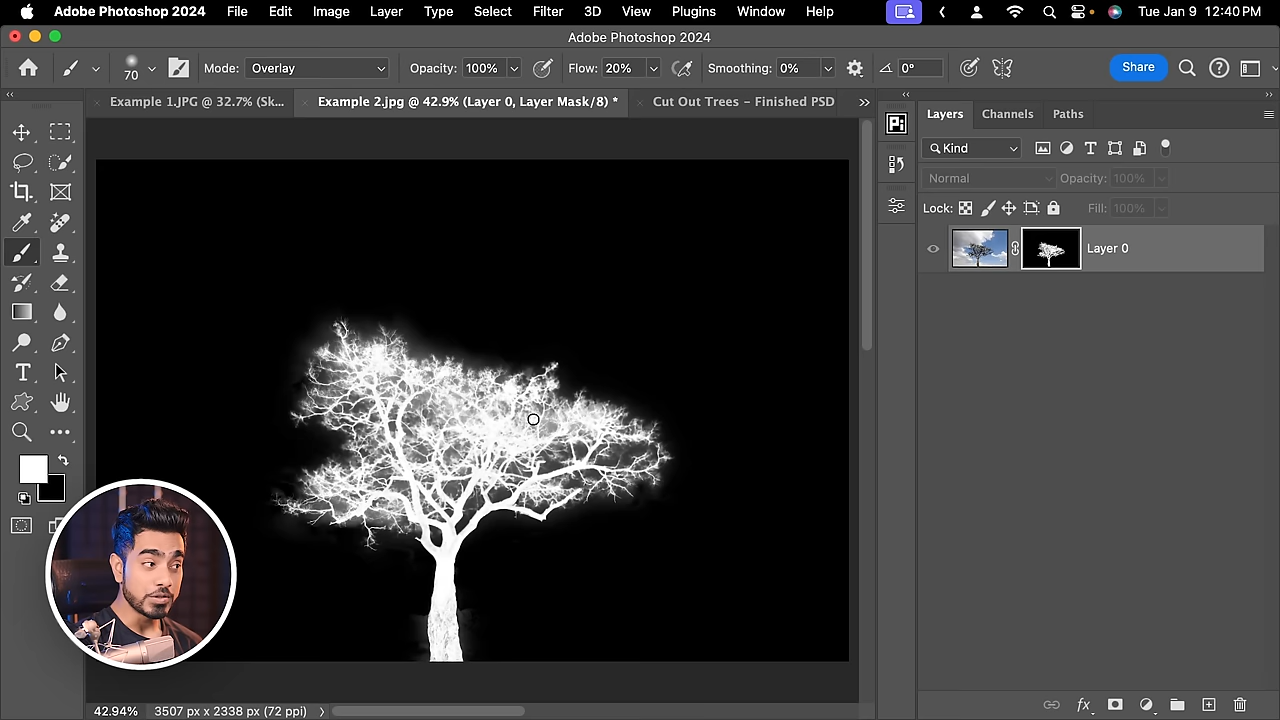 Adobe Photoshop 2024 File Edit Image Layer Type Select Filter 3D View Plugins Window Help Tue Jan 9 12:40 PM
Adobe Photoshop 2024
70 Mode: Overlay Opacity: 100% Flow: 20% Smoothing: 0% 0° Share
Example 1.JPG @ 32.7% (Sk... Example 2.jpg @ 42.9% (Layer 0, Layer Mask/8) * Cut Out Trees - Finished PSD
Layers Channels Paths
Kind
Normal Opacity: 100%
Lock: Fill: 100%
Layer 0
42.94% 3507 px x 2338 px (72 ppi)